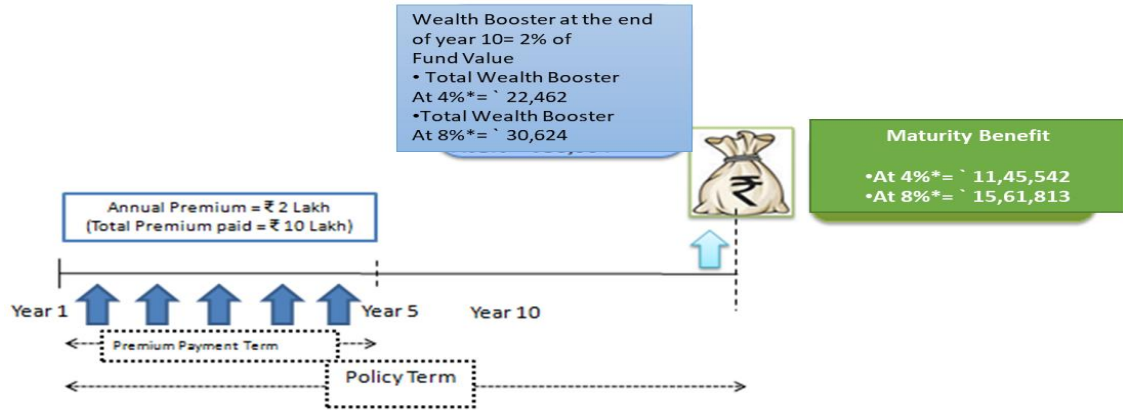 Wealth Booster at the end
of year 10= 2% of
Fund Value
• Total Wealth Booster
At 4%*= ` 22,462
•Total Wealth Booster
At 8%*= ` 30,624
₹
Maturity Benefit
•At 4%*= ` 11,45,542
•At 8%*= ` 15,61,813
Annual Premium = ₹ 2 Lakh
(Total Premium paid = ₹ 10 Lakh)
Year 1
Year 5
Year 10
Premium Payment Term
Policy Term